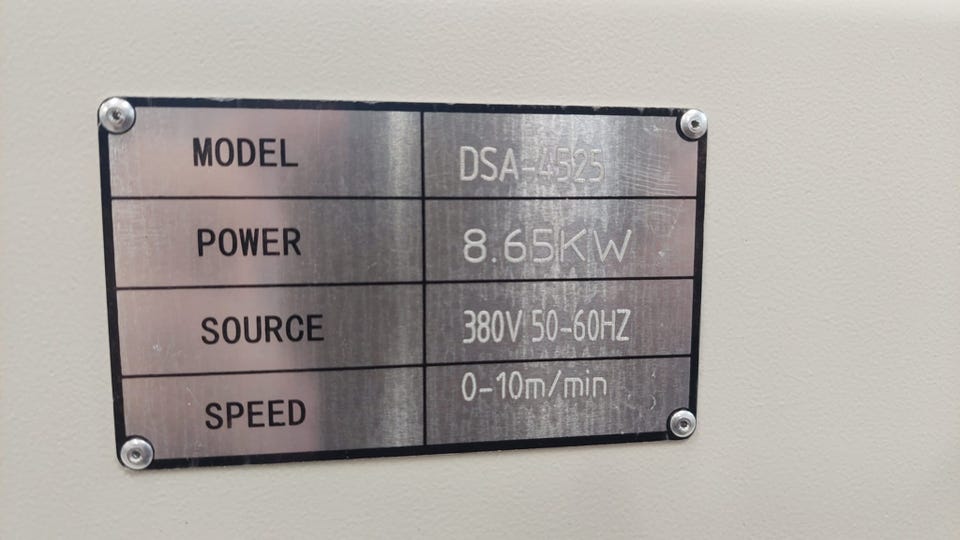 MODEL DSA-4525
POWER 8.65KW
SOURCE 380V 50-60HZ
SPEED 0-10m/min